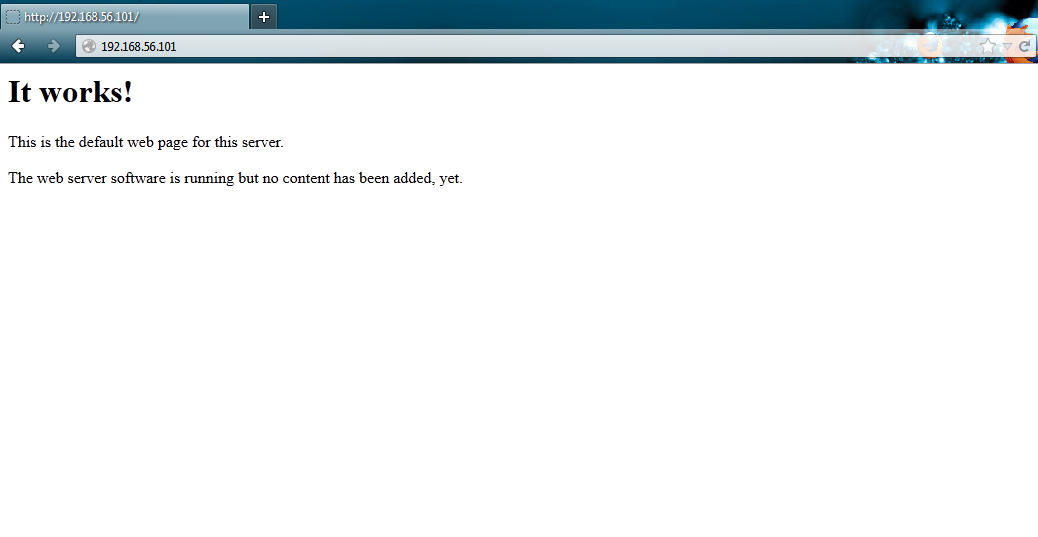 http://192.168.56.101/
192.168.56.101
It works!
This is the default web page for this server.
The web server software is running but no content has been added, yet.